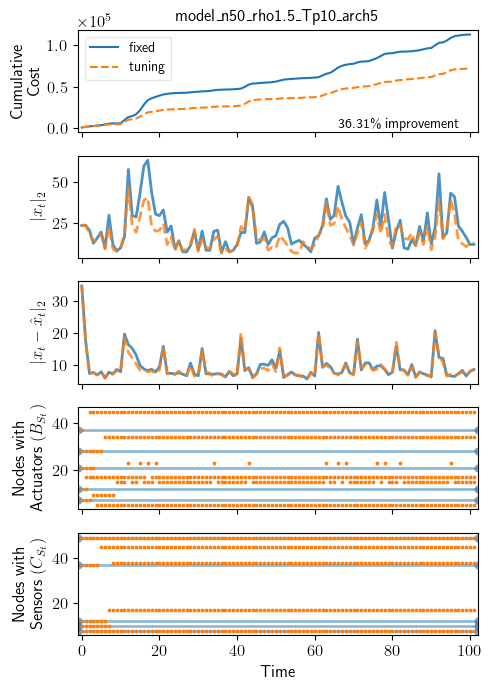 model_n50_rho1.5_Tp10_arch5
×10⁵
1.0
0.5
0.0
Cumulative
Cost
fixed
tuning
36.31% improvement
50
25
|x_t|_2
30
20
10
|x_t − x̂_t|_2
40
20
Nodes with
Actuators (B_{S_t})
40
20
Nodes with
Sensors (C_{S_t})
0 20 40 60 80 100
Time